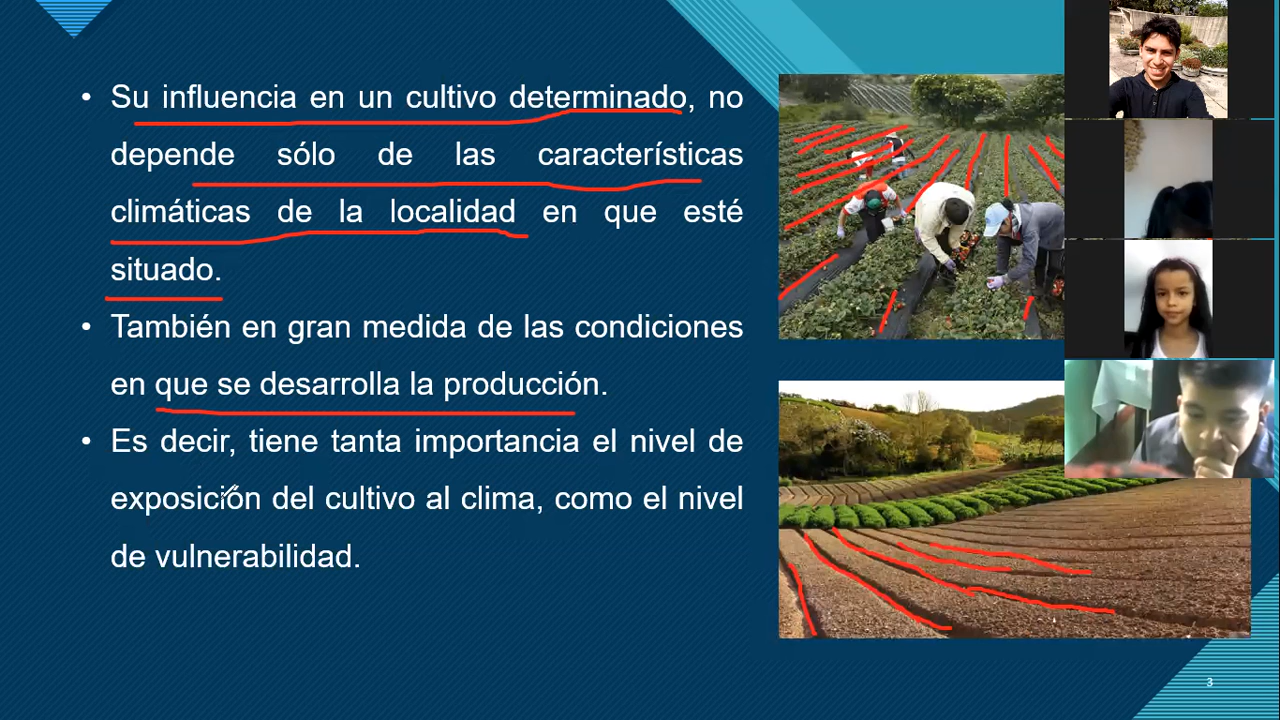 • Su influencia en un cultivo determinado, no
depende sólo de las características
climáticas de la localidad en que esté
situado.
• También en gran medida de las condiciones
en que se desarrolla la producción.
• Es decir, tiene tanta importancia el nivel de
exposición del cultivo al clima, como el nivel
de vulnerabilidad.
3